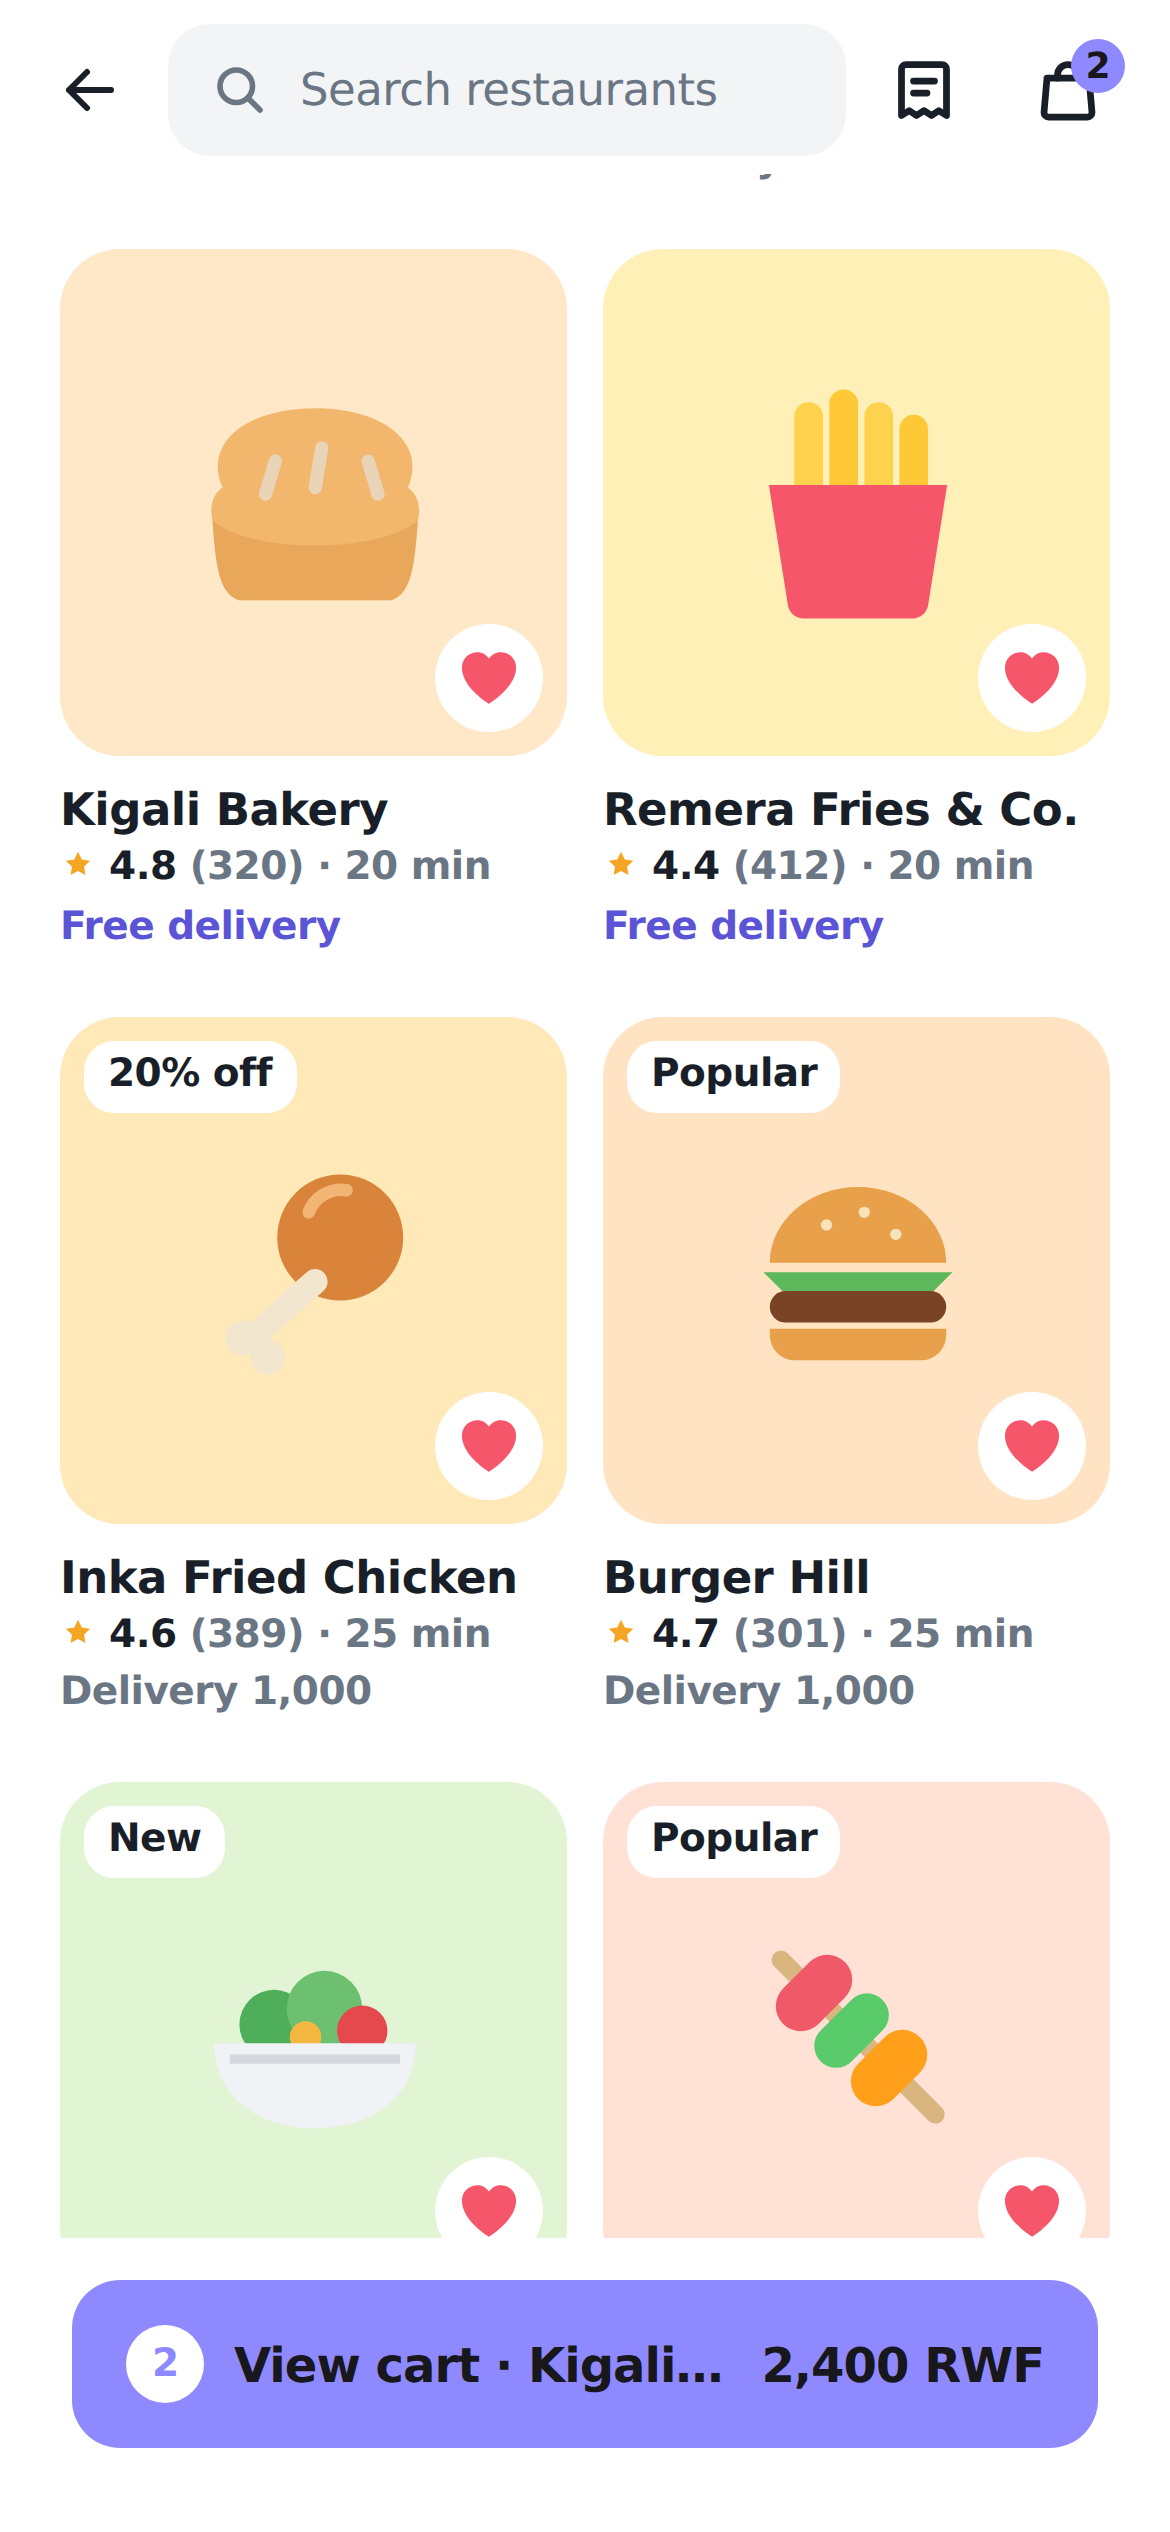 Search restaurants
2
Kigali Bakery
4.8 (320) · 20 min
Free delivery
Remera Fries & Co.
4.4 (412) · 20 min
Free delivery
20% off
Inka Fried Chicken
4.6 (389) · 25 min
Delivery 1,000
Popular
Burger Hill
4.7 (301) · 25 min
Delivery 1,000
New
Popular
2 View cart · Kigali... 2,400 RWF